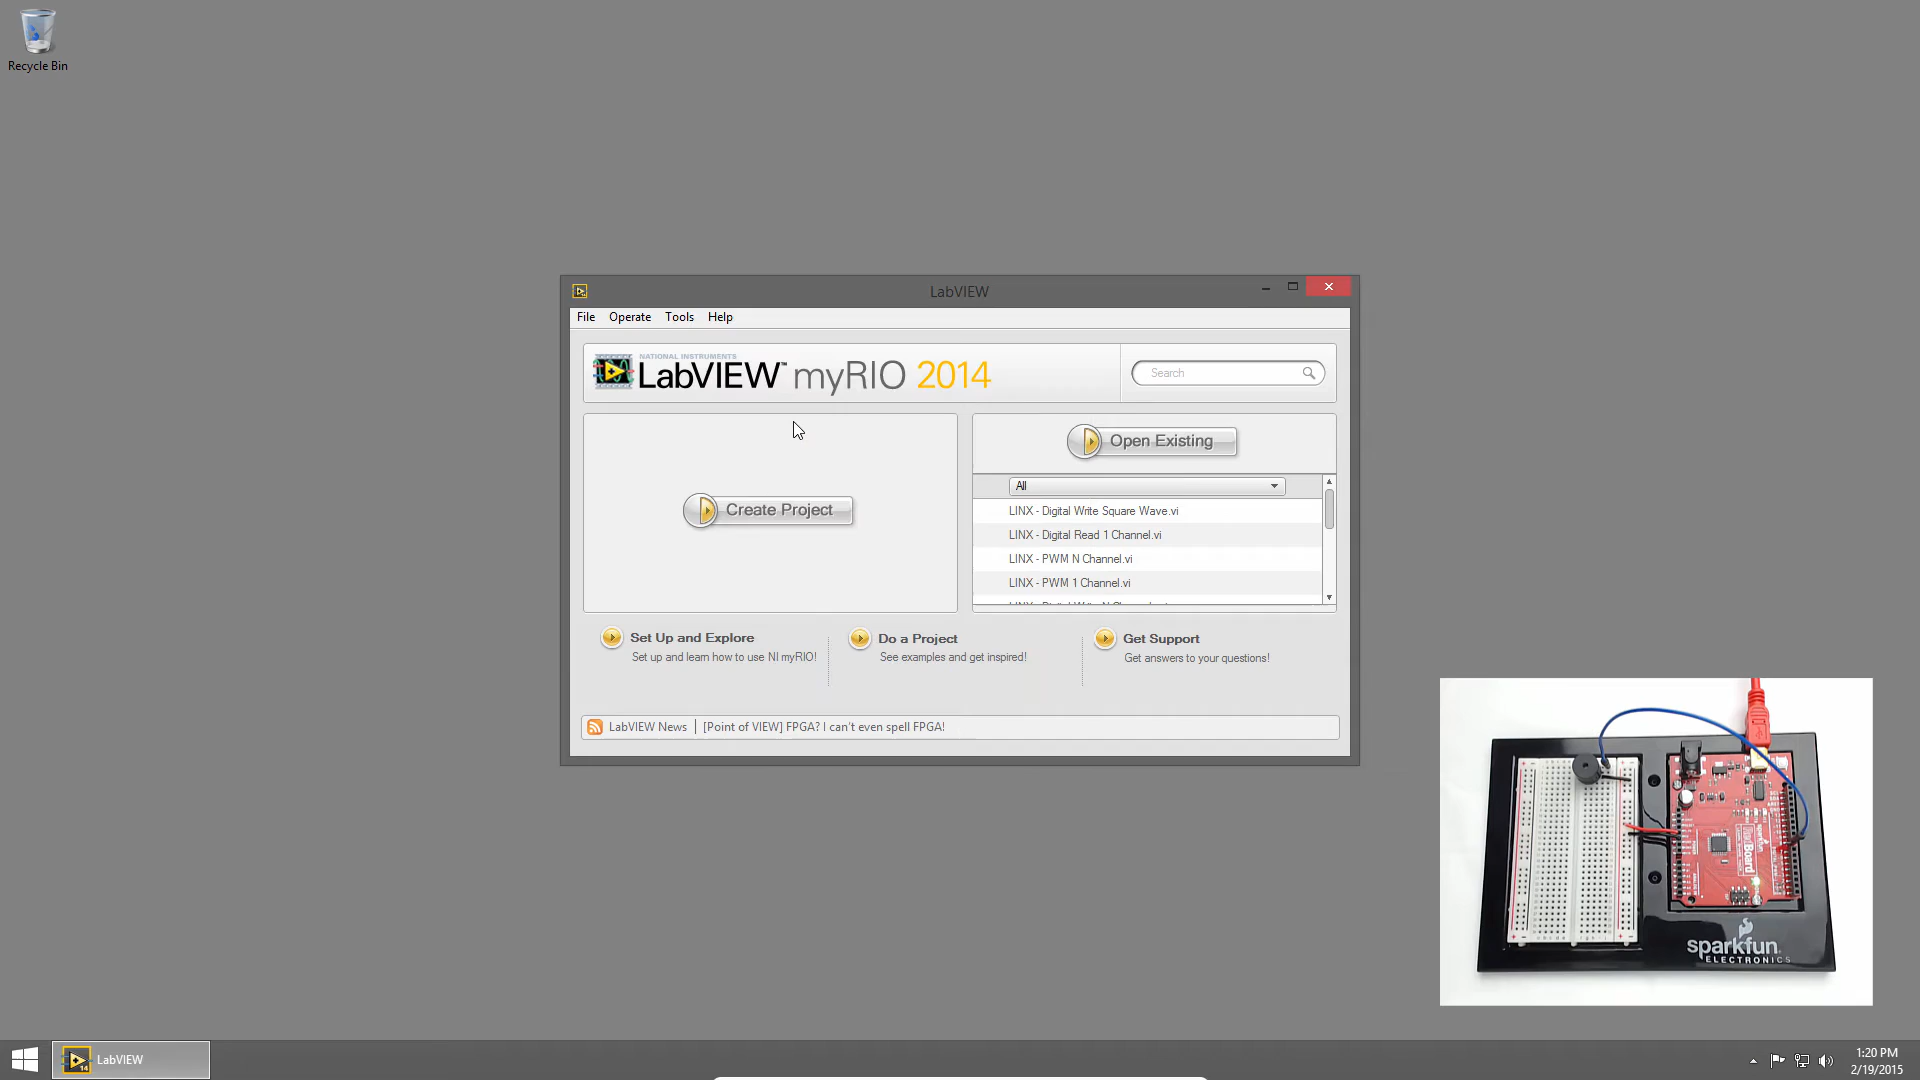 Recycle Bin
LabVIEW
File Operate Tools Help
NATIONAL INSTRUMENTS
LabVIEW™ myRIO 2014
Search
Create Project
Open Existing
All
LINX - Digital Write Square Wave.vi
LINX - Digital Read 1 Channel.vi
LINX - PWM N Channel.vi
LINX - PWM 1 Channel.vi
Set Up and Explore
Set up and learn how to use NI myRIO!
Do a Project
See examples and get inspired!
Get Support
Get answers to your questions!
LabVIEW News
[Point of VIEW] FPGA? I can't even spell FPGA!
sparkfun
ELECTRONICS
LabVIEW
1:20 PM
2/19/2015